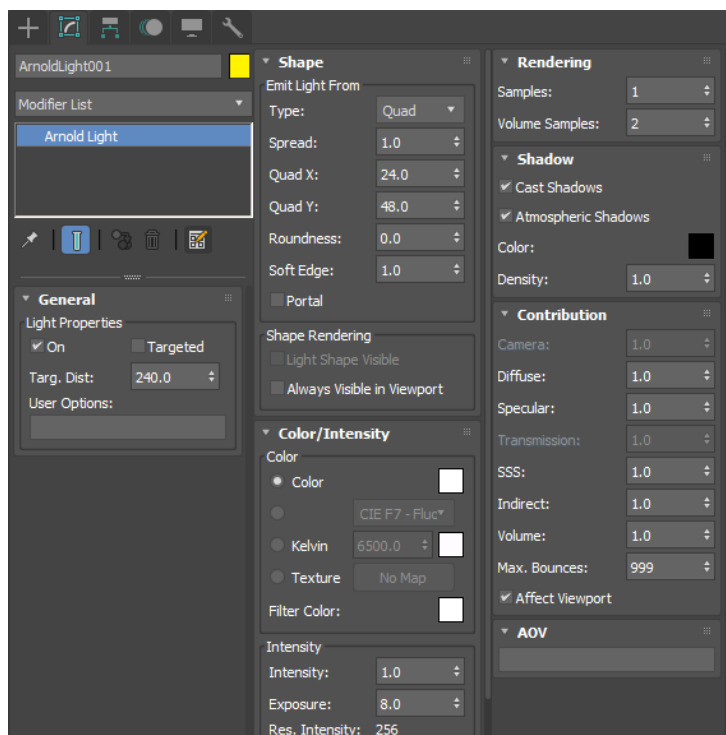 ArnoldLight001
Modifier List
Arnold Light
General
Light Properties
On
Targeted
Targ. Dist:
240.0
User Options:
Shape
Emit Light From
Type:
Quad
Spread:
1.0
Quad X:
24.0
Quad Y:
48.0
Roundness:
0.0
Soft Edge:
1.0
Portal
Shape Rendering
Light Shape Visible
Always Visible in Viewport
Color/Intensity
Color
Color
CIE F7 - Fluc
Kelvin
6500.0
Texture
No Map
Filter Color:
Intensity
Intensity:
1.0
Exposure:
8.0
Res. Intensity:
256
Rendering
Samples:
1
Volume Samples:
2
Shadow
Cast Shadows
Atmospheric Shadows
Color:
Density:
1.0
Contribution
Camera:
1.0
Diffuse:
1.0
Specular:
1.0
Transmission:
1.0
SSS:
1.0
Indirect:
1.0
Volume:
1.0
Max. Bounces:
999
Affect Viewport
AOV